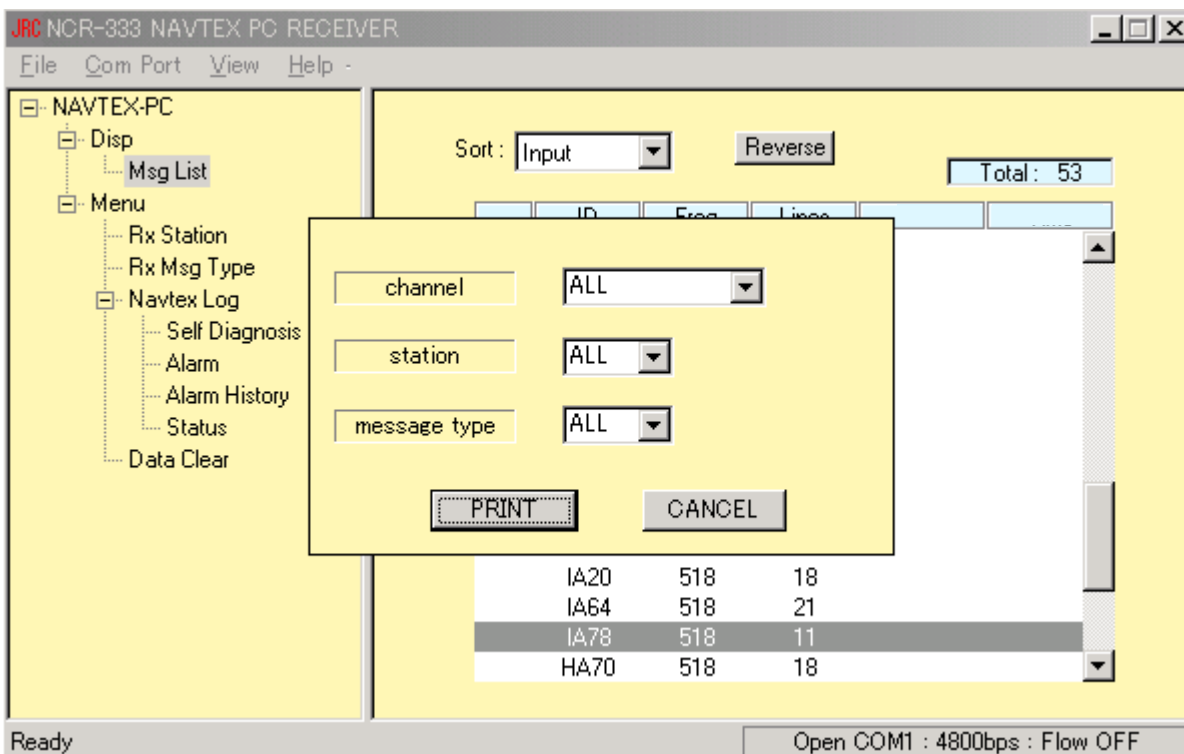 JRC NCR-333 NAVTEX PC RECEIVER
File Com Port View Help -
NAVTEX-PC
Disp
Msg List
Menu
Rx Station
Rx Msg Type
Navtex Log
Self Diagnosis
Alarm
Alarm History
Status
Data Clear
Sort : Input Reverse
Total : 53
ID Freq Lines
channel ALL
station ALL
message type ALL
PRINT CANCEL
IA20 518 18
IA64 518 21
IA78 518 11
HA70 518 18
Ready Open COM1 : 4800bps : Flow OFF